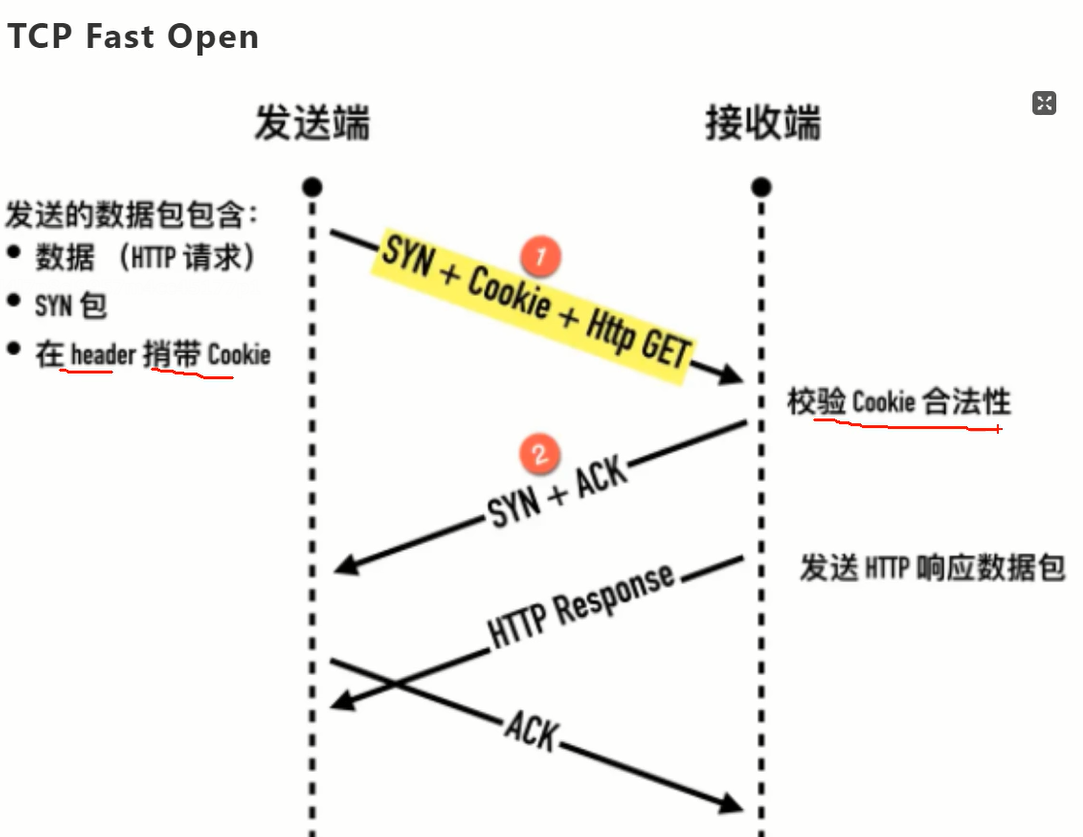 TCP Fast Open
发送端
接收端
发送的数据包包含：
数据 （HTTP 请求）
SYN 包
在 header 捎带 Cookie
1
SYN + Cookie + Http GET
校验 Cookie 合法性
2
SYN + ACK
发送 HTTP 响应数据包
HTTP Response
ACK